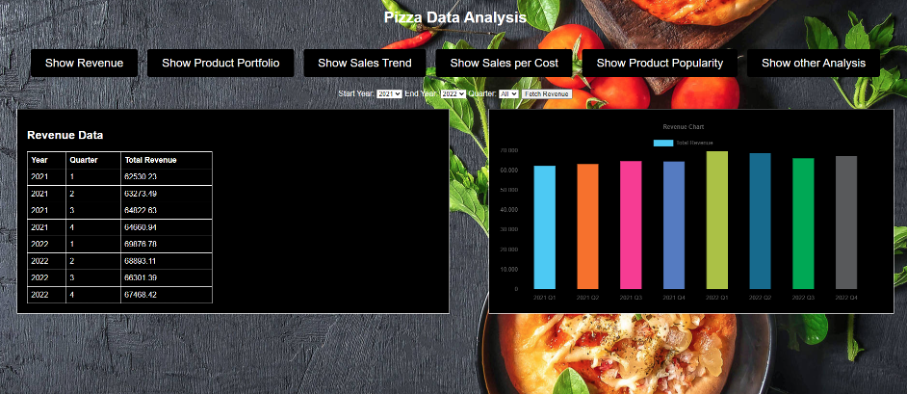 Pizza Data Analysis
Show Revenue Show Product Portfolio Show Sales Trend Show Sales per Cost Show Product Popularity Show other Analysis
Start Year: 2021 End Year: 2022 Quarter: All Fetch Revenue
Revenue Data
Year Quarter Total Revenue
2021 1 62530.23
2021 2 63273.49
2021 3 64822.63
2021 4 64660.94
2022 1 69876.78
2022 2 68893.11
2022 3 66301.39
2022 4 67468.42
Revenue Chart
Total Revenue
70.000
60.000
50.000
40.000
30.000
20.000
10.000
0
2021 Q1 2021 Q2 2021 Q3 2021 Q4 2022 Q1 2022 Q2 2022 Q3 2022 Q4